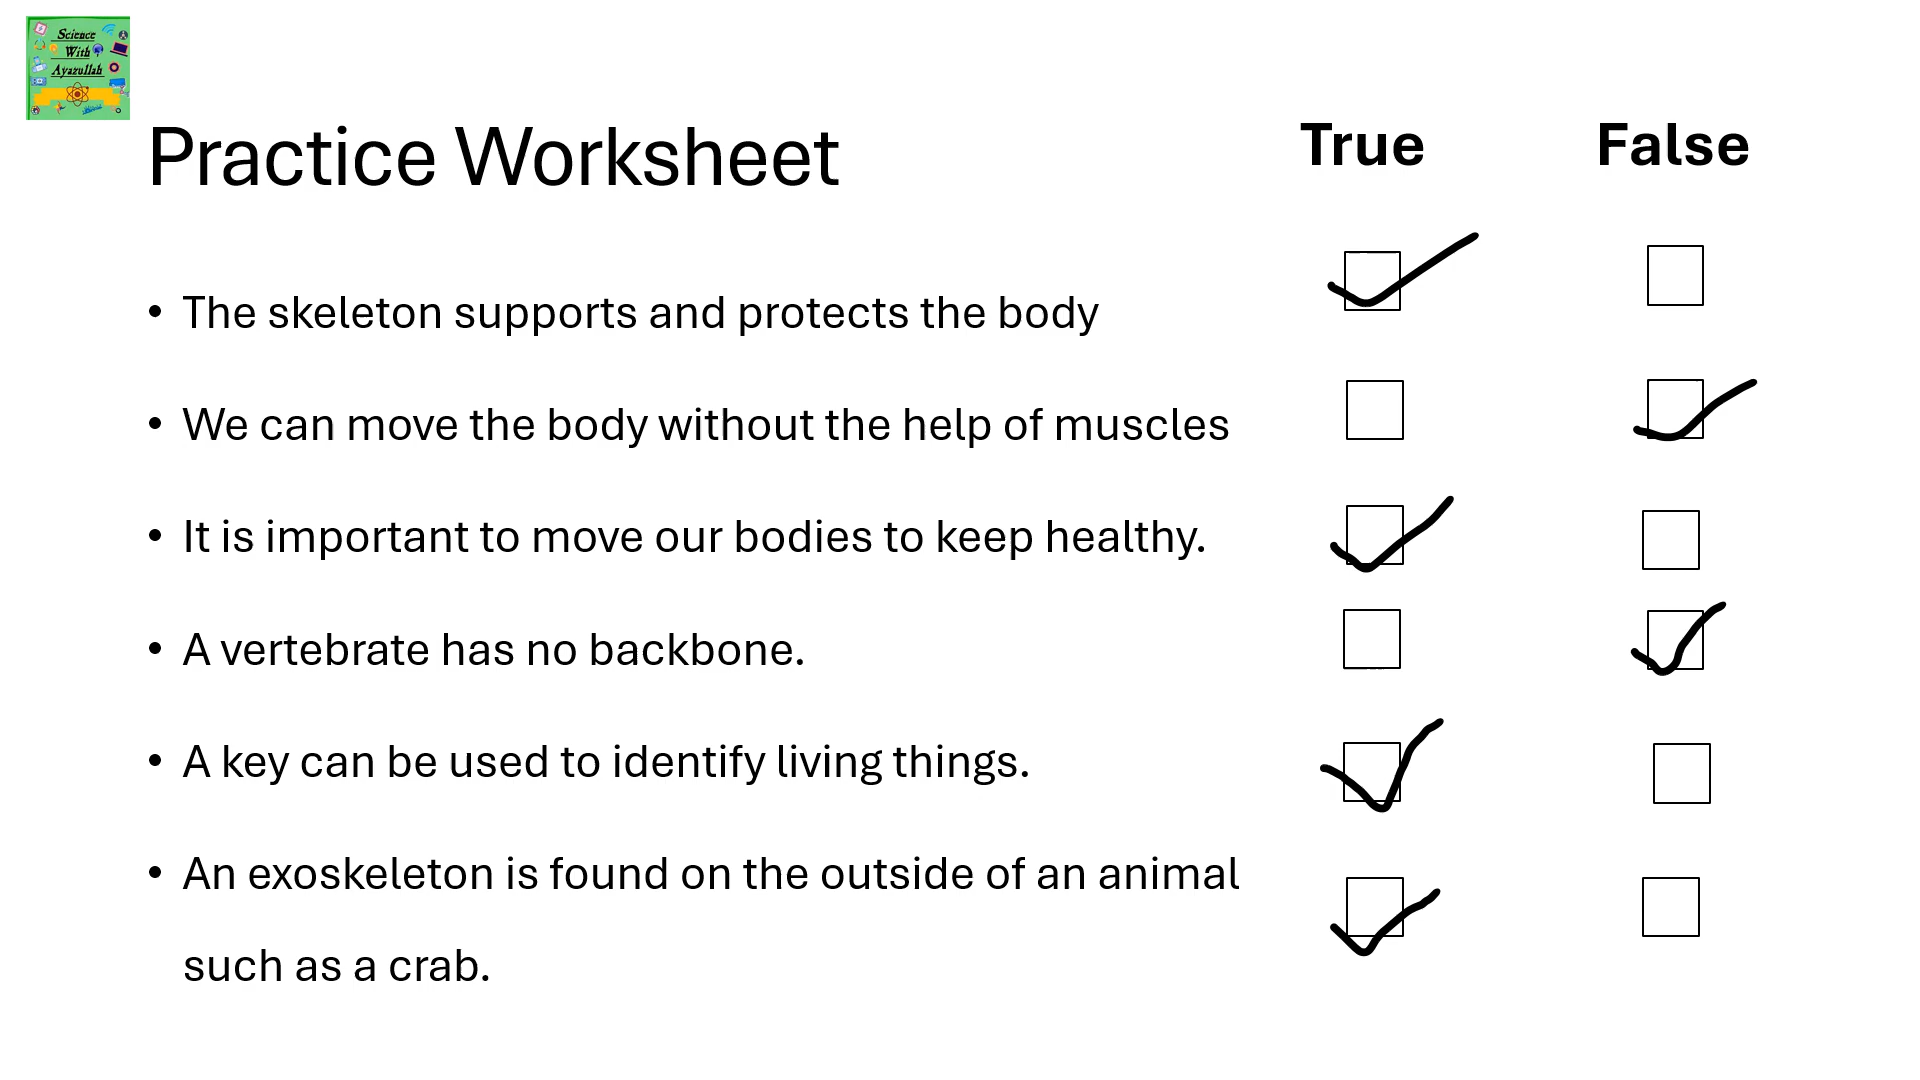 Science
With
Ayazullah
Practice Worksheet
True
False
• The skeleton supports and protects the body
• We can move the body without the help of muscles
• It is important to move our bodies to keep healthy.
• A vertebrate has no backbone.
• A key can be used to identify living things.
• An exoskeleton is found on the outside of an animal
such as a crab.